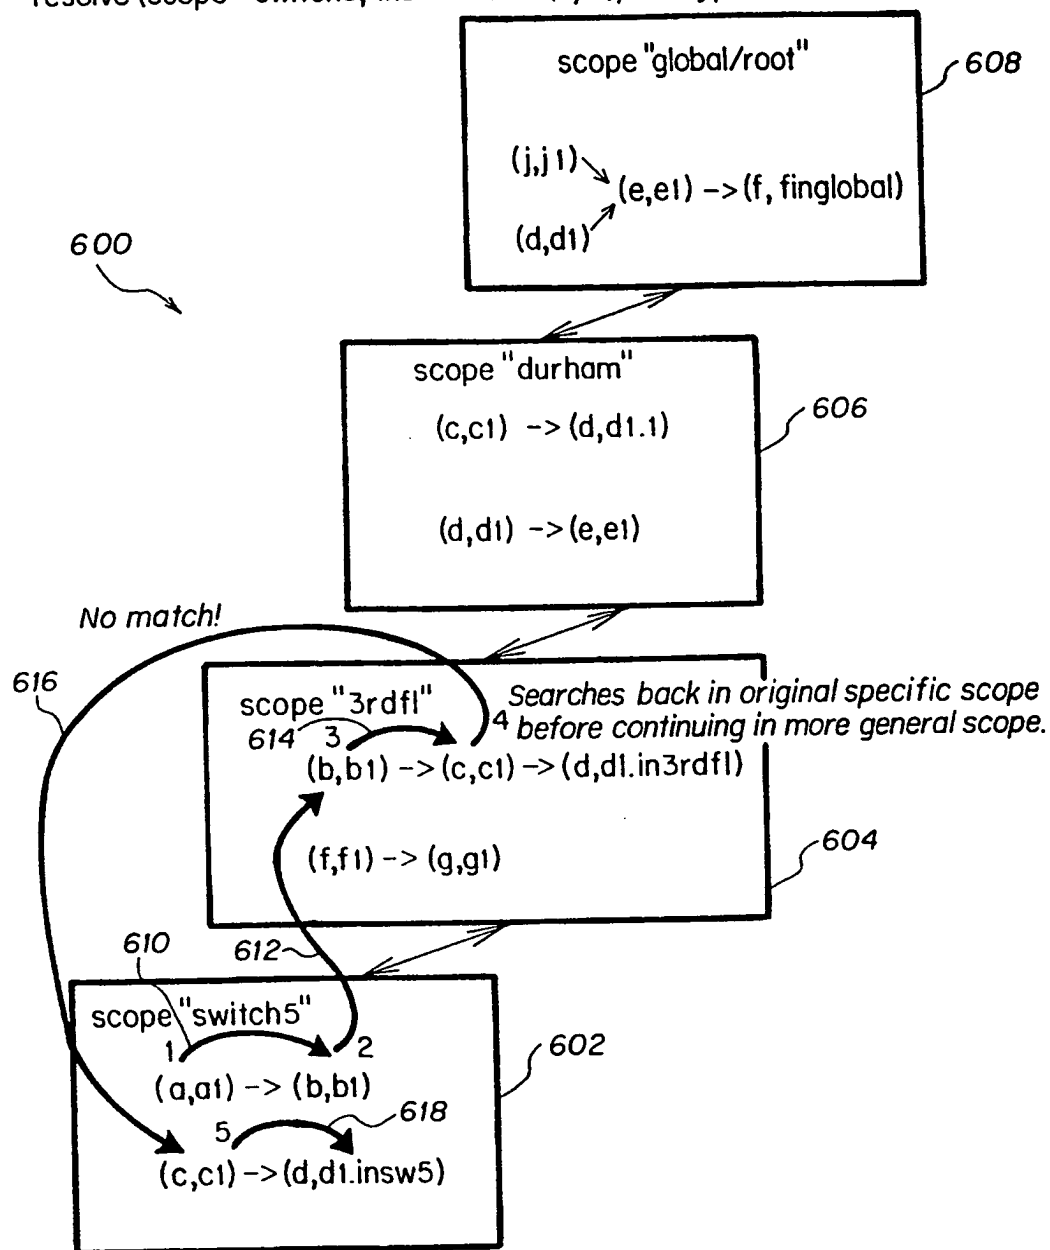 scope "global/root"
608
(j,j1)
(e,e1) -> (f, finglobal)
(d,d1)
600
scope "durham"
606
(c,c1) -> (d,d1.1)
(d,d1) -> (e,e1)
No match!
616
scope "3rdfl"
4 Searches back in original specific scope
before continuing in more general scope.
614 3
(b,b1) -> (c,c1) -> (d,d1.in3rdfl)
604
(f,f1) -> (g,g1)
610
612
scope "switch5"
1 2
602
(a,a1) -> (b,b1)
5 618
(c,c1) -> (d,d1.insw5)